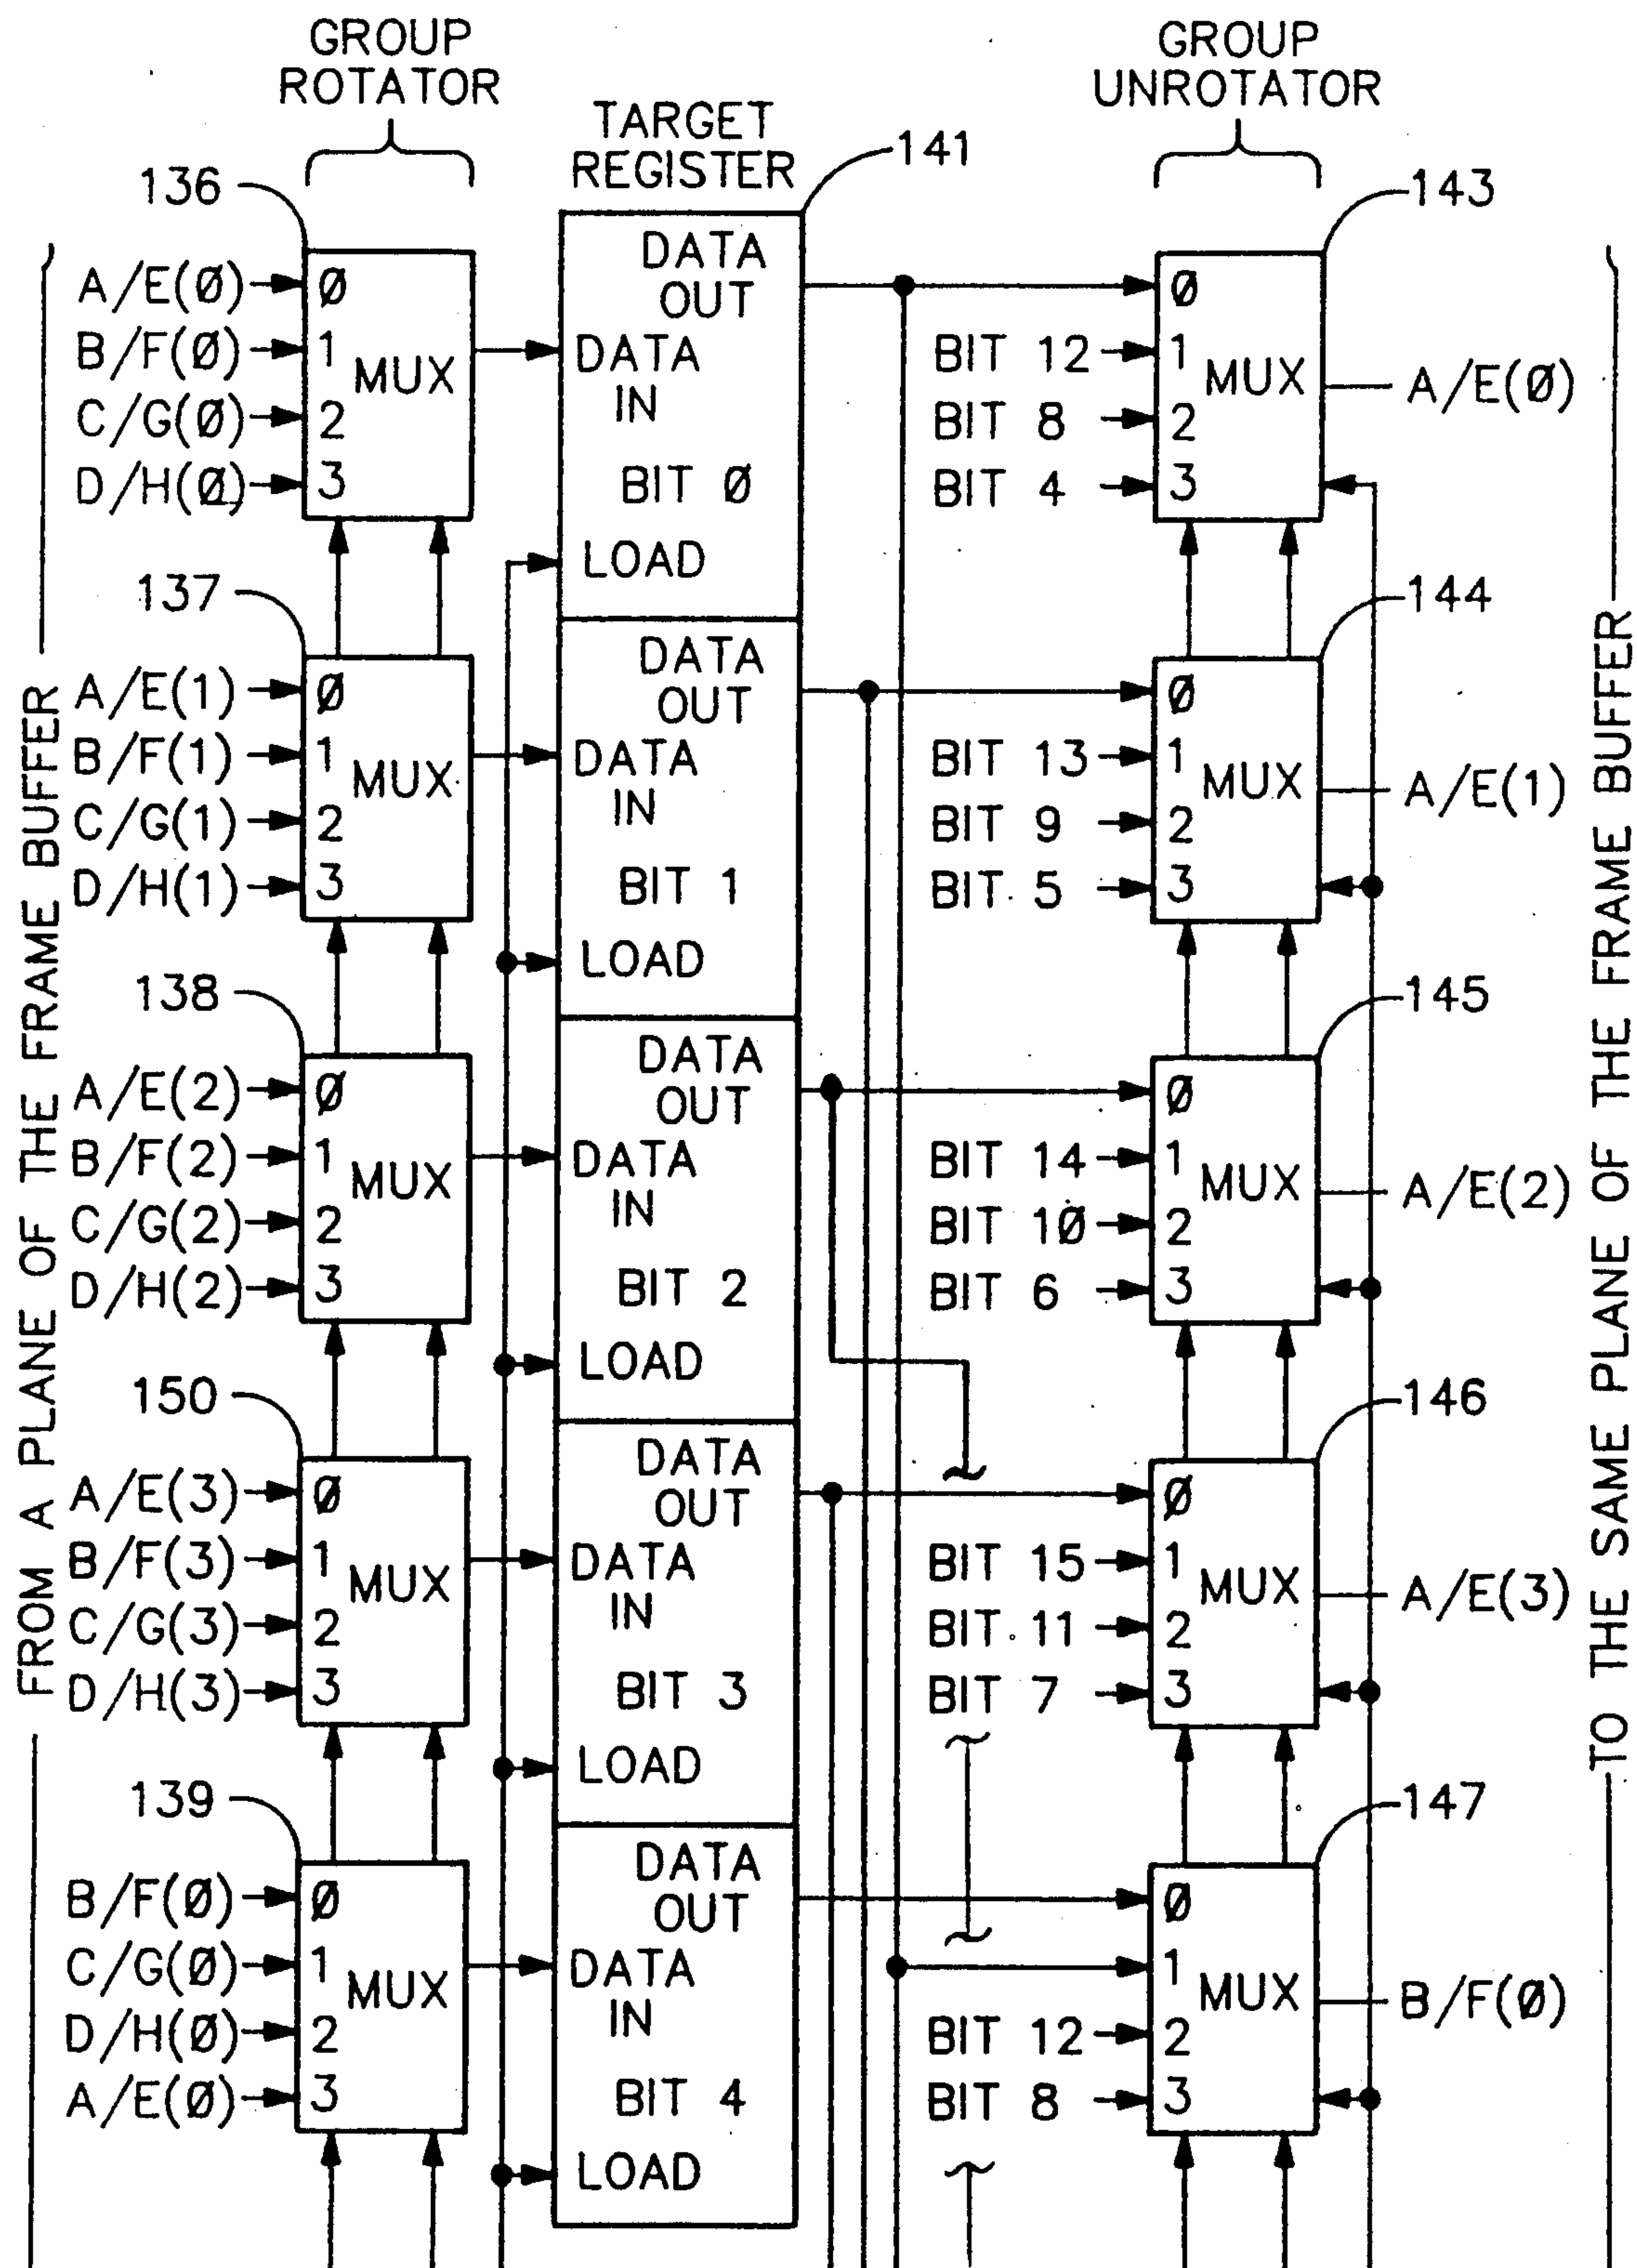 GROUP
ROTATOR
TARGET
REGISTER
GROUP
UNROTATOR
141
136
143
A/E(Ø)
B/F(Ø)
C/G(Ø)
D/H(Ø)
Ø
1
2
3
MUX
DATA
OUT
DATA
IN
BIT Ø
LOAD
BIT 12
BIT 8
BIT 4
Ø
1
2
3
MUX
A/E(Ø)
137
144
A/E(1)
B/F(1)
C/G(1)
D/H(1)
Ø
1
2
3
MUX
DATA
OUT
DATA
IN
BIT 1
LOAD
BIT 13
BIT 9
BIT 5
Ø
1
2
3
MUX
A/E(1)
138
145
A/E(2)
B/F(2)
C/G(2)
D/H(2)
Ø
1
2
3
MUX
DATA
OUT
DATA
IN
BIT 2
LOAD
BIT 14
BIT 1Ø
BIT 6
Ø
1
2
3
MUX
A/E(2)
150
146
A/E(3)
B/F(3)
C/G(3)
D/H(3)
Ø
1
2
3
MUX
DATA
OUT
DATA
IN
BIT 3
LOAD
BIT 15
BIT 11
BIT 7
Ø
1
2
3
MUX
A/E(3)
139
147
B/F(Ø)
C/G(Ø)
D/H(Ø)
A/E(Ø)
Ø
1
2
3
MUX
DATA
OUT
DATA
IN
BIT 4
LOAD
BIT 12
BIT 8
Ø
1
2
3
MUX
B/F(Ø)
FROM A PLANE OF THE FRAME BUFFER
TO THE SAME PLANE OF THE FRAME BUFFER